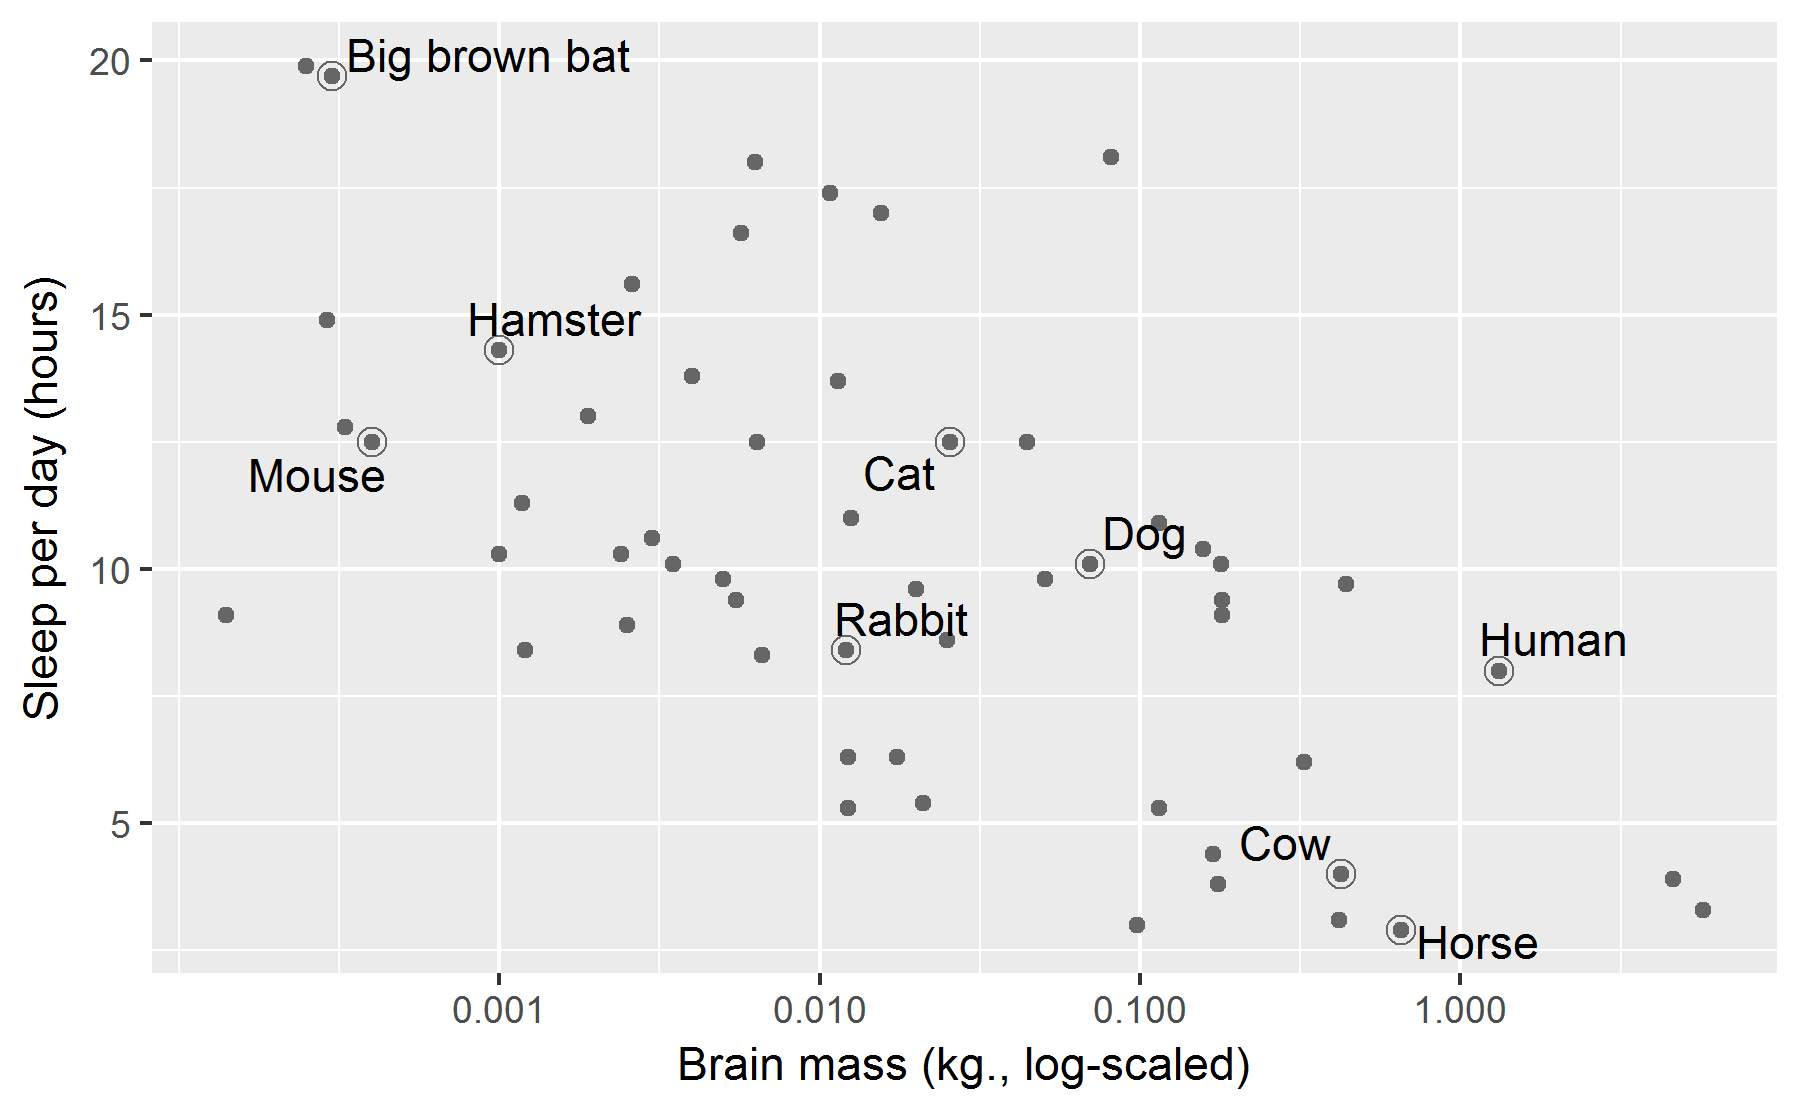 20
Big brown bat
15
Hamster
Mouse
Cat
Dog
10
Rabbit
Human
5
Cow
Horse
Sleep per day (hours)
0.001
0.010
0.100
1.000
Brain mass (kg., log-scaled)